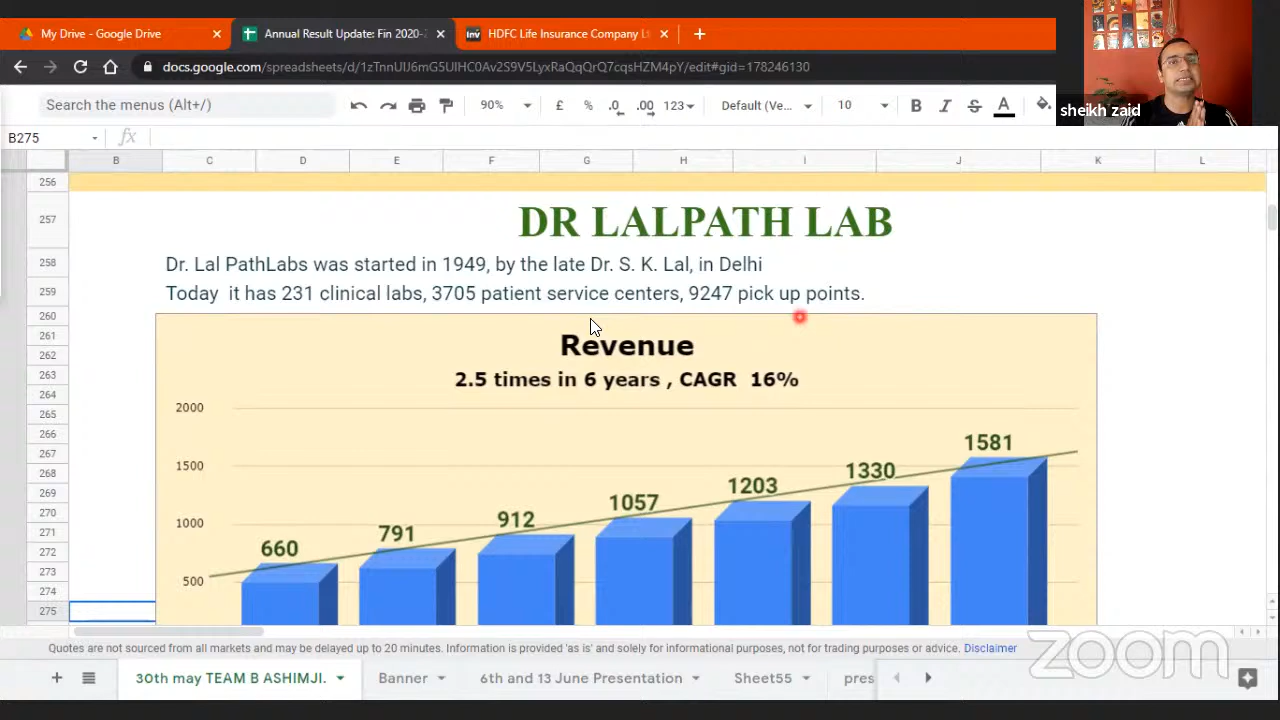 My Drive - Google Drive
Annual Result Update: Fin 2020-
Inv HDFC Life Insurance Company Lt
docs.google.com/spreadsheets/d/1zTnnUlJ6mG5UIHC0Av2S9V5LyxRaQqQrQ7cqsHZM4pY/edit#gid=178246130
sheikh zaid
Search the menus (Alt+/)
90% £ % .0 .00 123 Default (Ve... 10 B I S A
B275 fx
B C D E F G H I J K L
256
257 DR LALPATH LAB
258 Dr. Lal PathLabs was started in 1949, by the late Dr. S. K. Lal, in Delhi
259 Today it has 231 clinical labs, 3705 patient service centers, 9247 pick up points.
260
261 Revenue
262
263 2.5 times in 6 years , CAGR 16%
264
265 2000
266
267 1581
268 1500 1330
269 1203
270 1057
271 1000 912
272 791
273 660
274 500
275
Quotes are not sourced from all markets and may be delayed up to 20 minutes. Information is provided 'as is' and solely for informational purposes, not for trading purposes or advice. Disclaimer
zoom
30th may TEAM B ASHIMJI. Banner 6th and 13 June Presentation Sheet55 pres